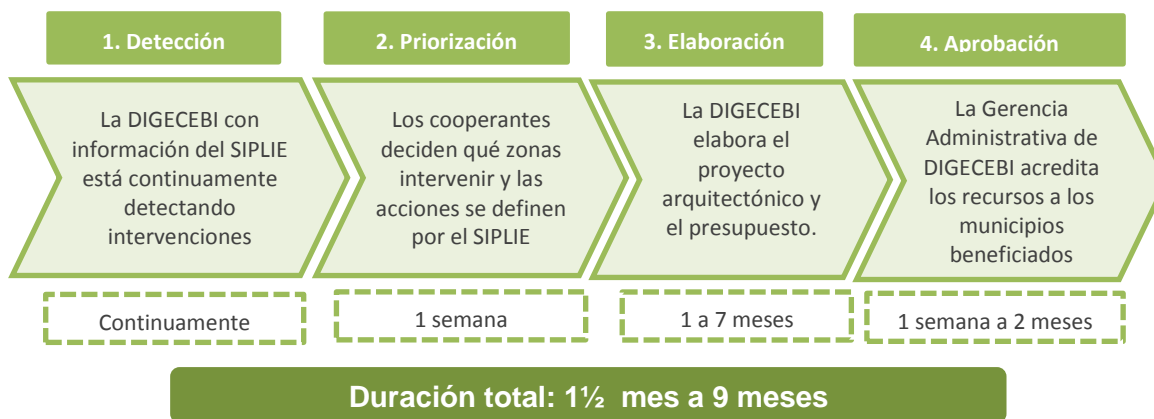 1. Detección
2. Priorización
3. Elaboración
4. Aprobación
La DIGECEBI con
información del SIPLIE
está continuamente
detectando
intervenciones
Los cooperantes
deciden qué zonas
intervenir y las
acciones se definen
por el SIPLIE
La DIGECEBI
elabora el
proyecto
arquitectónico y
el presupuesto.
La Gerencia
Administrativa de
DIGECEBI acredita
los recursos a los
municipios
beneficiados
Continuamente
1 semana
1 a 7 meses
1 semana a 2 meses
Duración total: 1½ mes a 9 meses